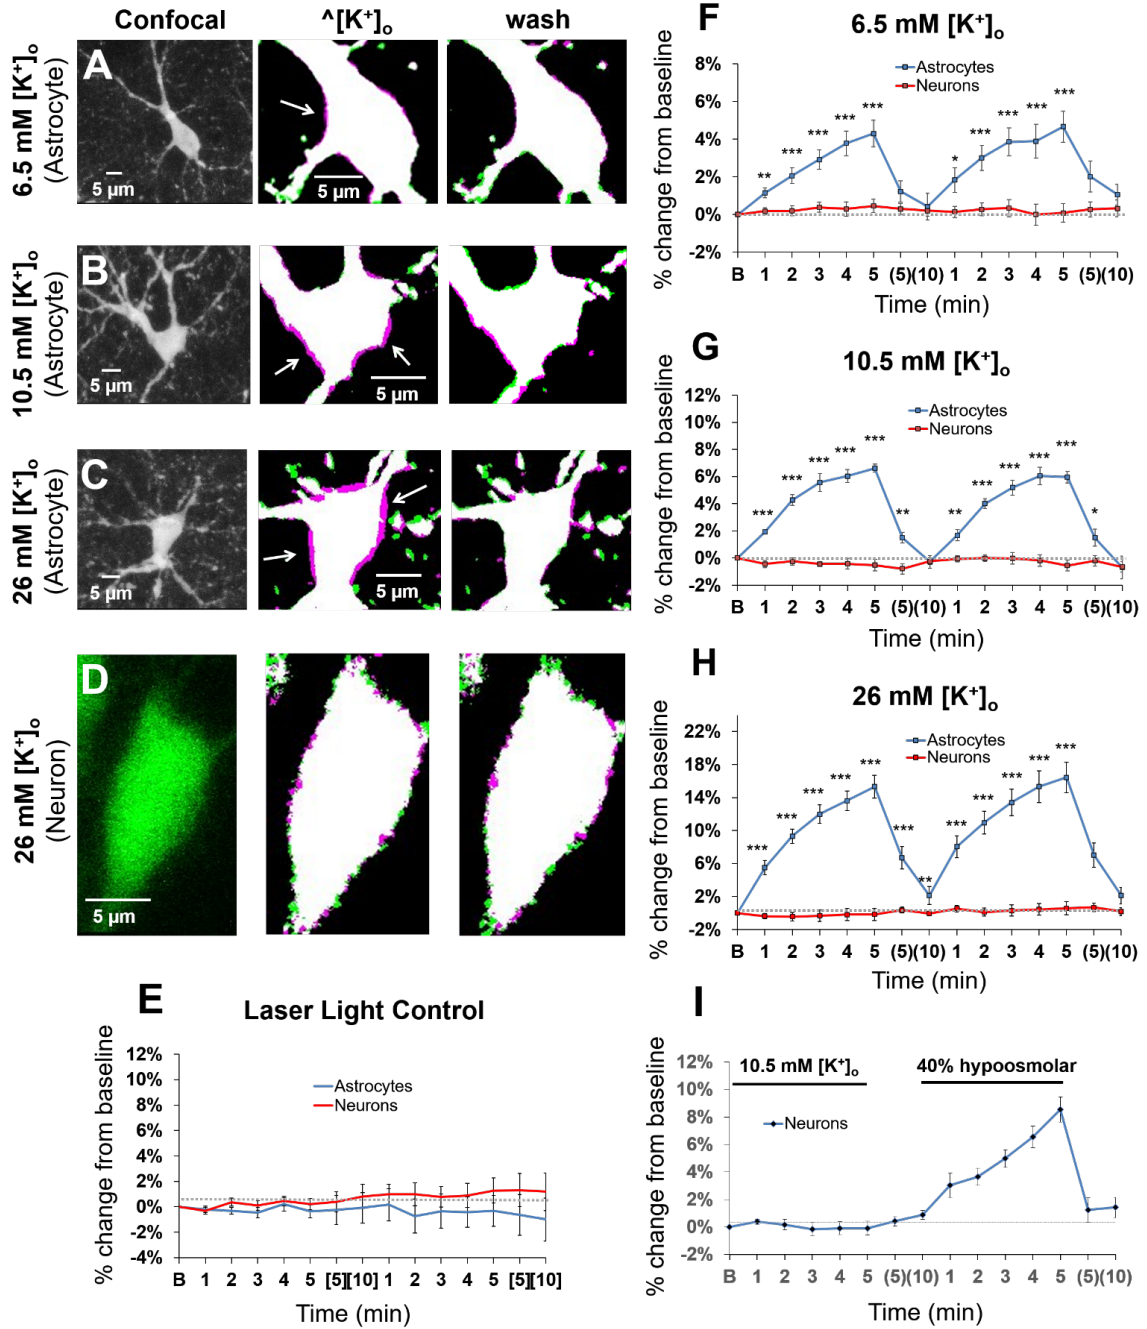 Confocal
^[K⁺]ₒ
wash
6.5 mM [K⁺]ₒ
(Astrocyte)
A
5 µm
5 µm
10.5 mM [K⁺]ₒ
(Astrocyte)
B
5 µm
5 µm
26 mM [K⁺]ₒ
(Astrocyte)
C
5 µm
5 µm
26 mM [K⁺]ₒ
(Neuron)
D
5 µm
E
Laser Light Control
% change from baseline
12%
10%
8%
6%
4%
2%
0%
-2%
-4%
Astrocytes
Neurons
B 1 2 3 4 5 [5][10] 1 2 3 4 5 [5][10]
Time (min)
F
6.5 mM [K⁺]ₒ
% change from baseline
8%
6%
4%
2%
0%
-2%
Astrocytes
Neurons
** *** *** *** *** * *** *** *** ***
B 1 2 3 4 5 (5)(10) 1 2 3 4 5 (5)(10)
Time (min)
G
10.5 mM [K⁺]ₒ
% change from baseline
12%
10%
8%
6%
4%
2%
0%
-2%
Astrocytes
Neurons
*** *** *** *** *** ** ** *** *** *** *** *
B 1 2 3 4 5 (5)(10) 1 2 3 4 5 (5)(10)
Time (min)
H
26 mM [K⁺]ₒ
% change from baseline
22%
18%
14%
10%
6%
2%
-2%
Astrocytes
Neurons
*** *** *** *** *** *** ** *** *** *** *** ***
B 1 2 3 4 5 (5)(10) 1 2 3 4 5 (5)(10)
Time (min)
I
% change from baseline
12%
10%
8%
6%
4%
2%
0%
-2%
10.5 mM [K⁺]ₒ
40% hypoosmolar
Neurons
B 1 2 3 4 5 (5)(10) 1 2 3 4 5 (5)(10)
Time (min)